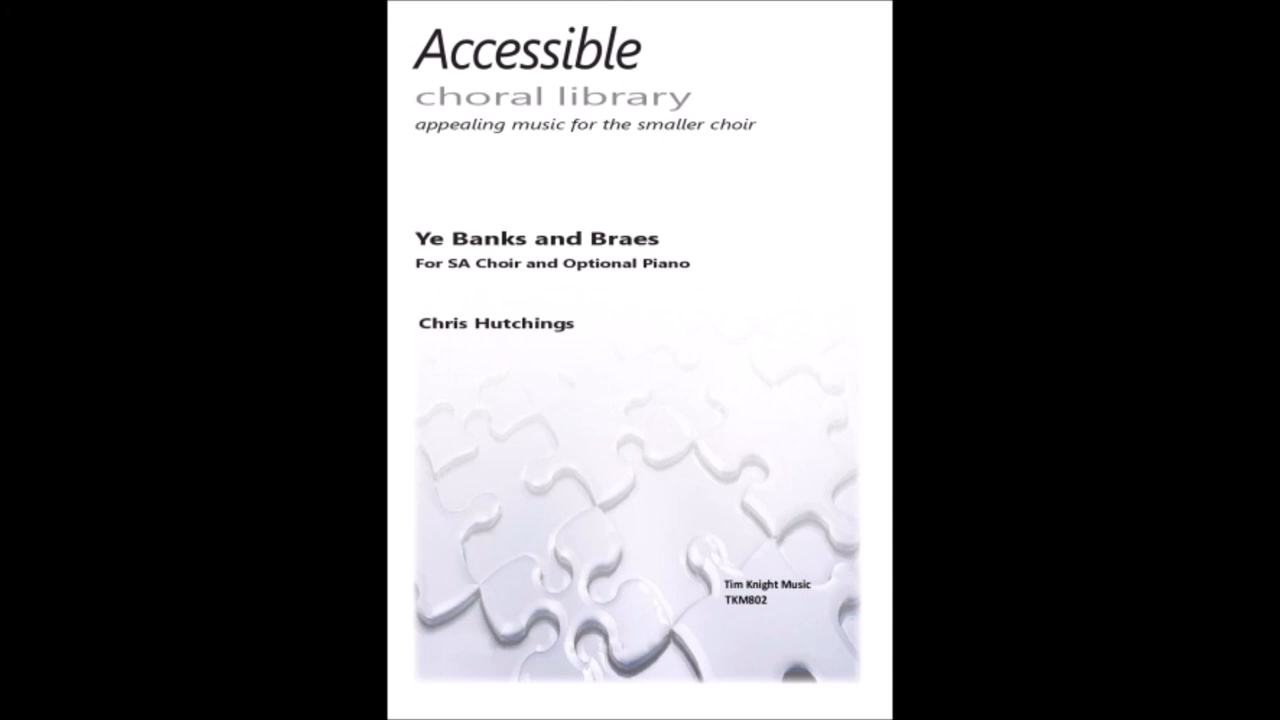 Accessible
choral library
appealing music for the smaller choir
Ye Banks and Braes
For SA Choir and Optional Piano
Chris Hutchings
Tim Knight Music
TKM802